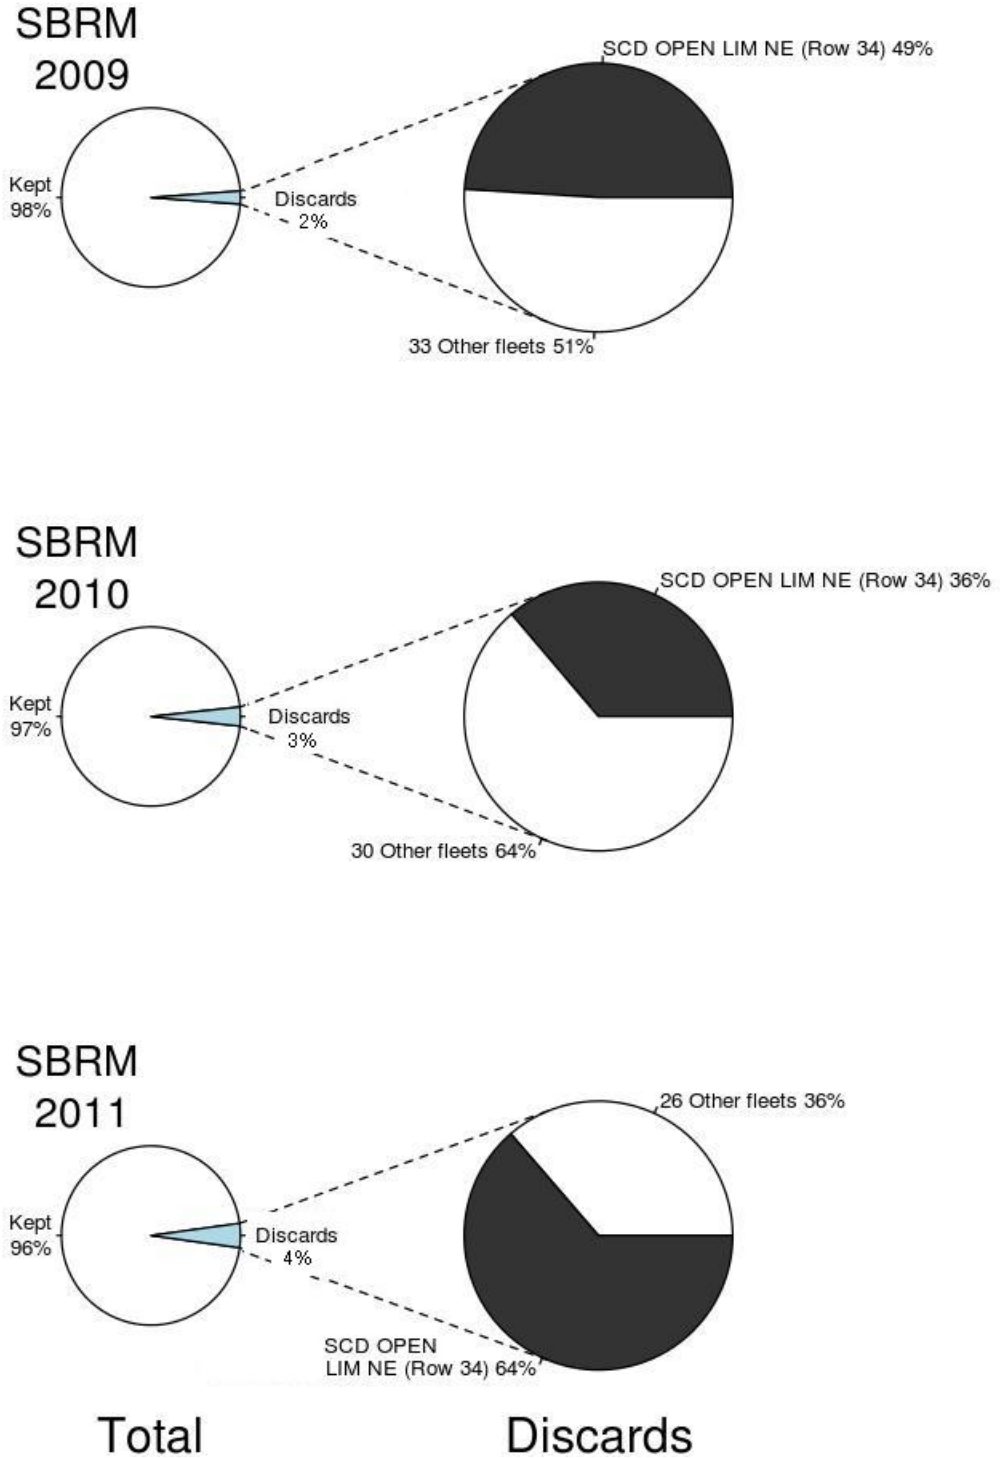 SBRM
2009
SCD OPEN LIM NE (Row 34) 49%
Kept
98%
Discards
2%
33 Other fleets 51%
SBRM
2010
SCD OPEN LIM NE (Row 34) 36%
Kept
97%
Discards
3%
30 Other fleets 64%
SBRM
2011
26 Other fleets 36%
Kept
96%
Discards
4%
SCD OPEN
LIM NE (Row 34) 64%
Total
Discards